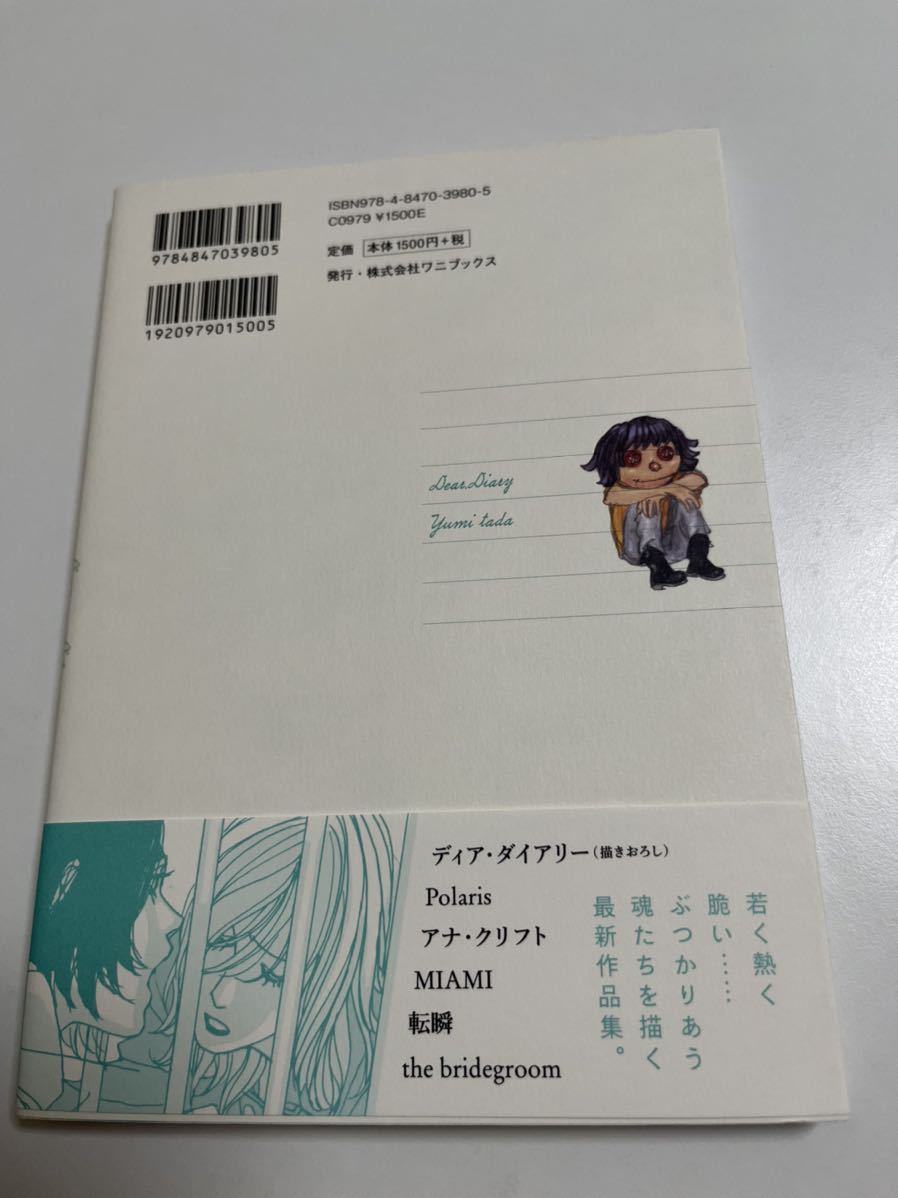 ISBN978-4-8470-3980-5
C0979 ¥1500E
定価 本体1500円+税
発行・株式会社ワニブックス
9784847039805
1920979015005
Dear.Diary
Yumi tada
ディア・ダイアリー(描きおろし)
Polaris
アナ・クリフト
MIAMI
転瞬
the bridegroom
若く熱く
脆い……
ぶつかりあう
魂たちを描く
最新作品集。